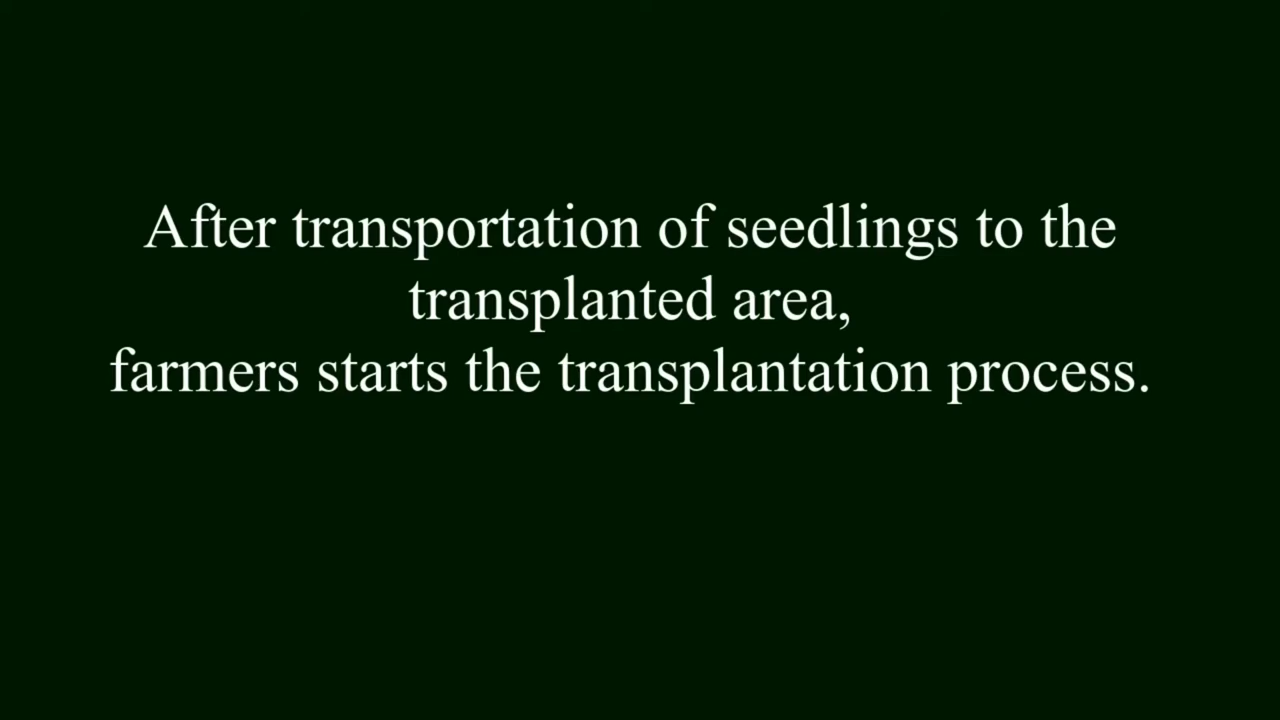 After transportation of seedlings to the
transplanted area,
farmers starts the transplantation process.